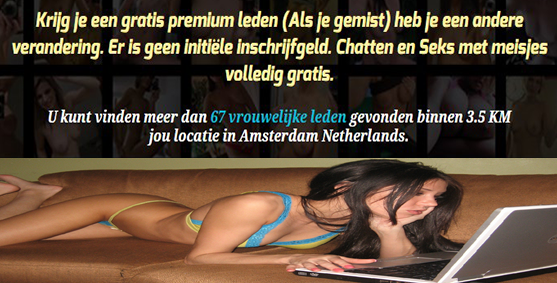 Krijg je een gratis premium leden (Als je gemist) heb je een andere
verandering. Er is geen initiële inschrijfgeld. Chatten en Seks met meisjes
volledig gratis.
U kunt vinden meer dan 67 vrouwelijke leden gevonden binnen 3.5 KM
jou locatie in Amsterdam Netherlands.